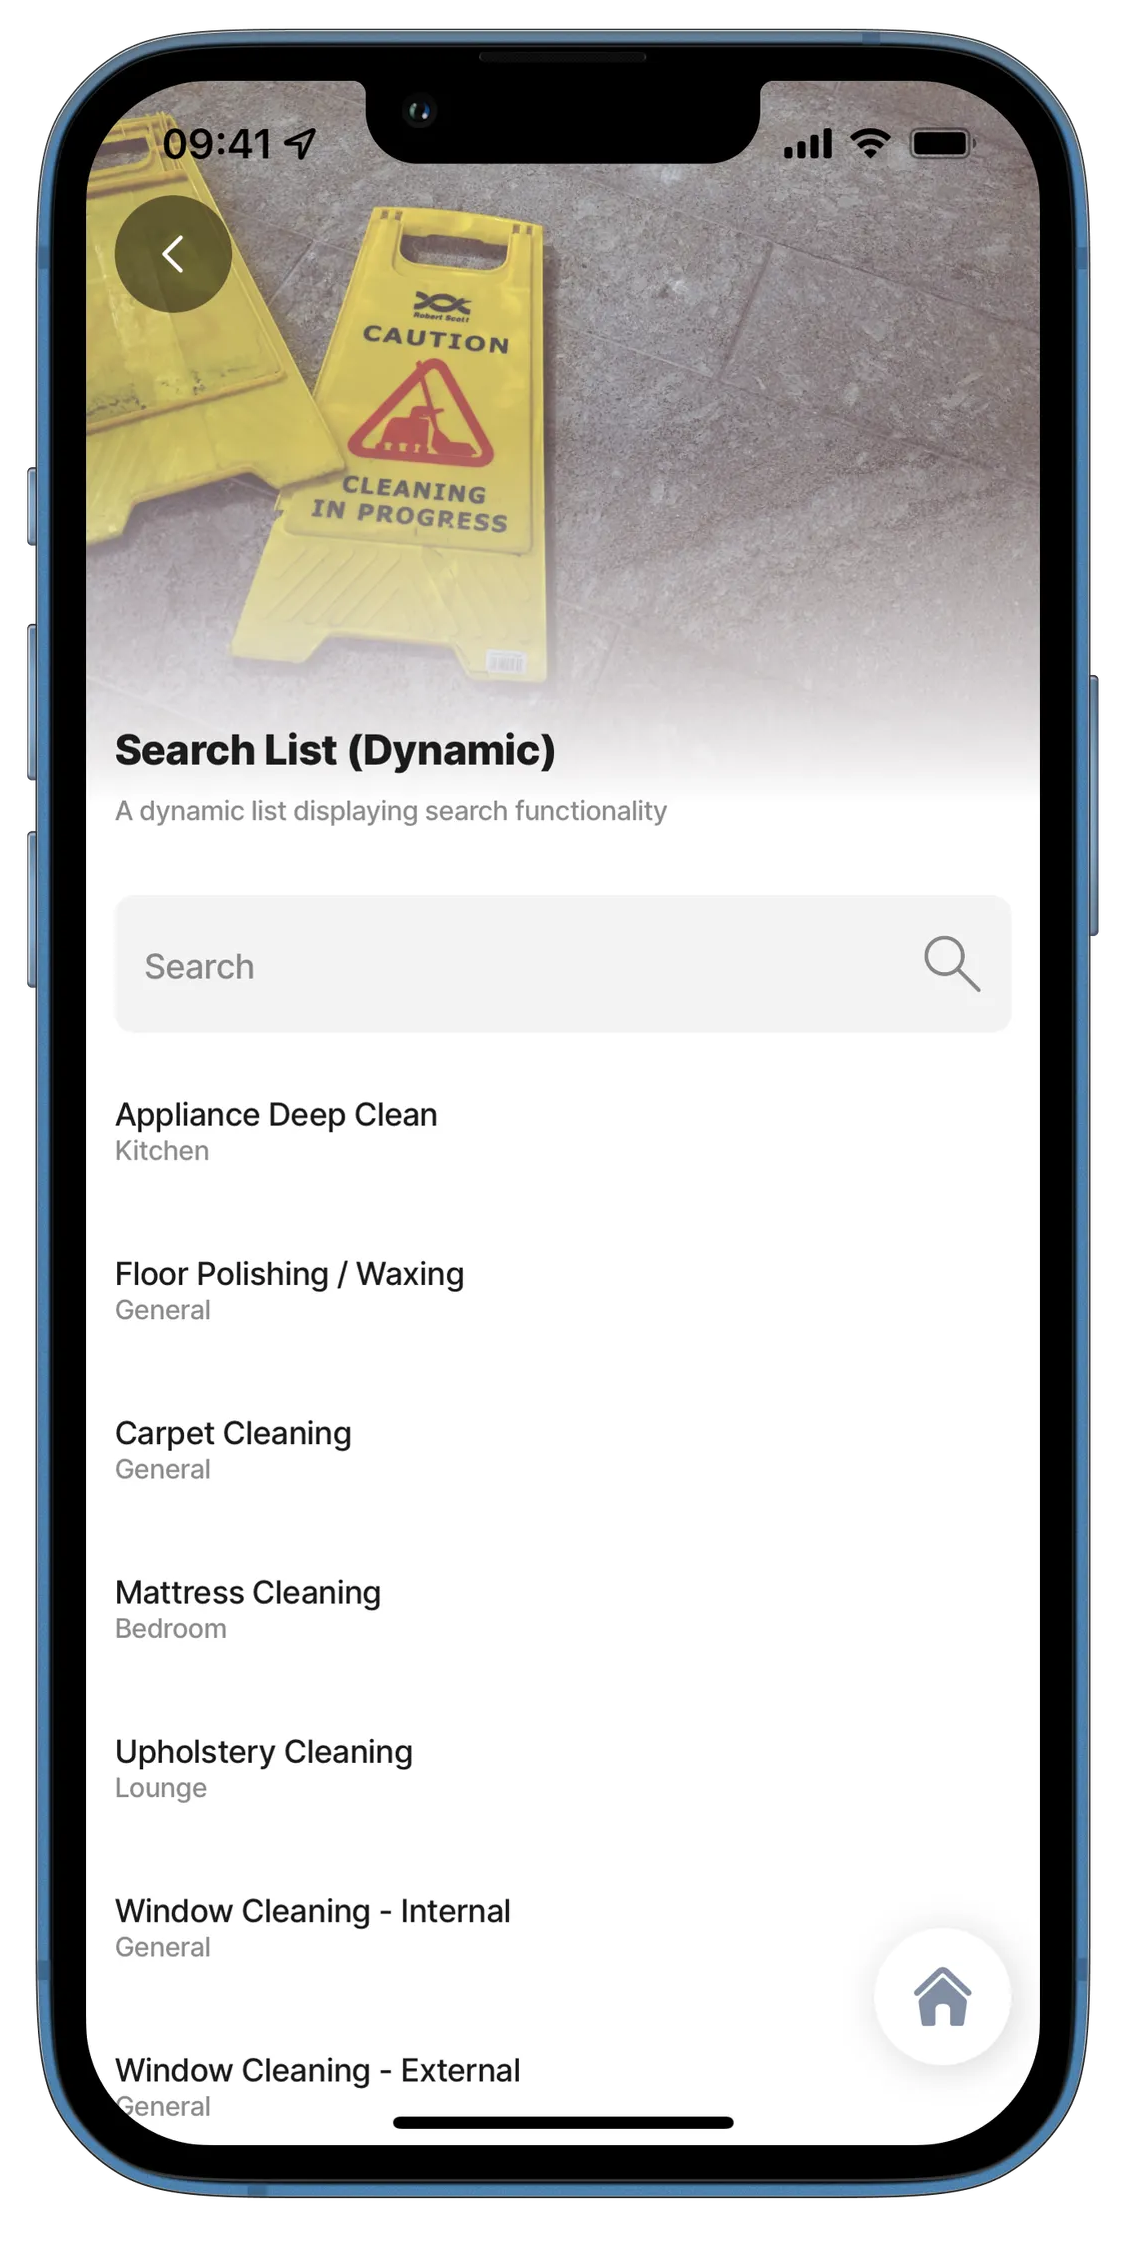 09:41
Robert Scott
CAUTION
CLEANING
IN PROGRESS
Search List (Dynamic)
A dynamic list displaying search functionality
Search
Appliance Deep Clean
Kitchen
Floor Polishing / Waxing
General
Carpet Cleaning
General
Mattress Cleaning
Bedroom
Upholstery Cleaning
Lounge
Window Cleaning - Internal
General
Window Cleaning - External
General